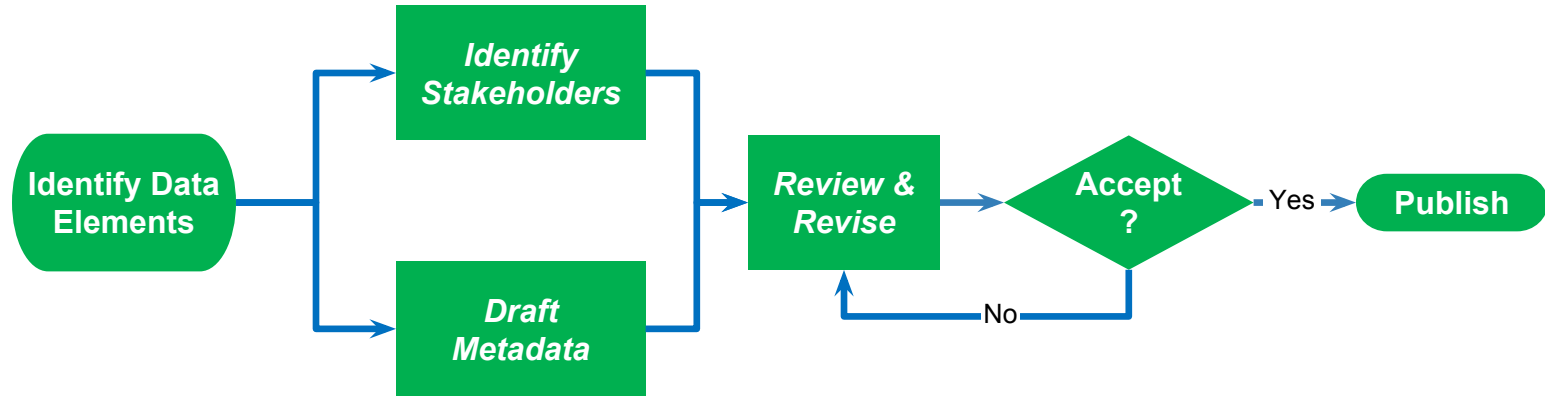 Identify Data
Elements
Identify
Stakeholders
Draft
Metadata
Review &
Revise
Accept
?
Yes
No
Publish